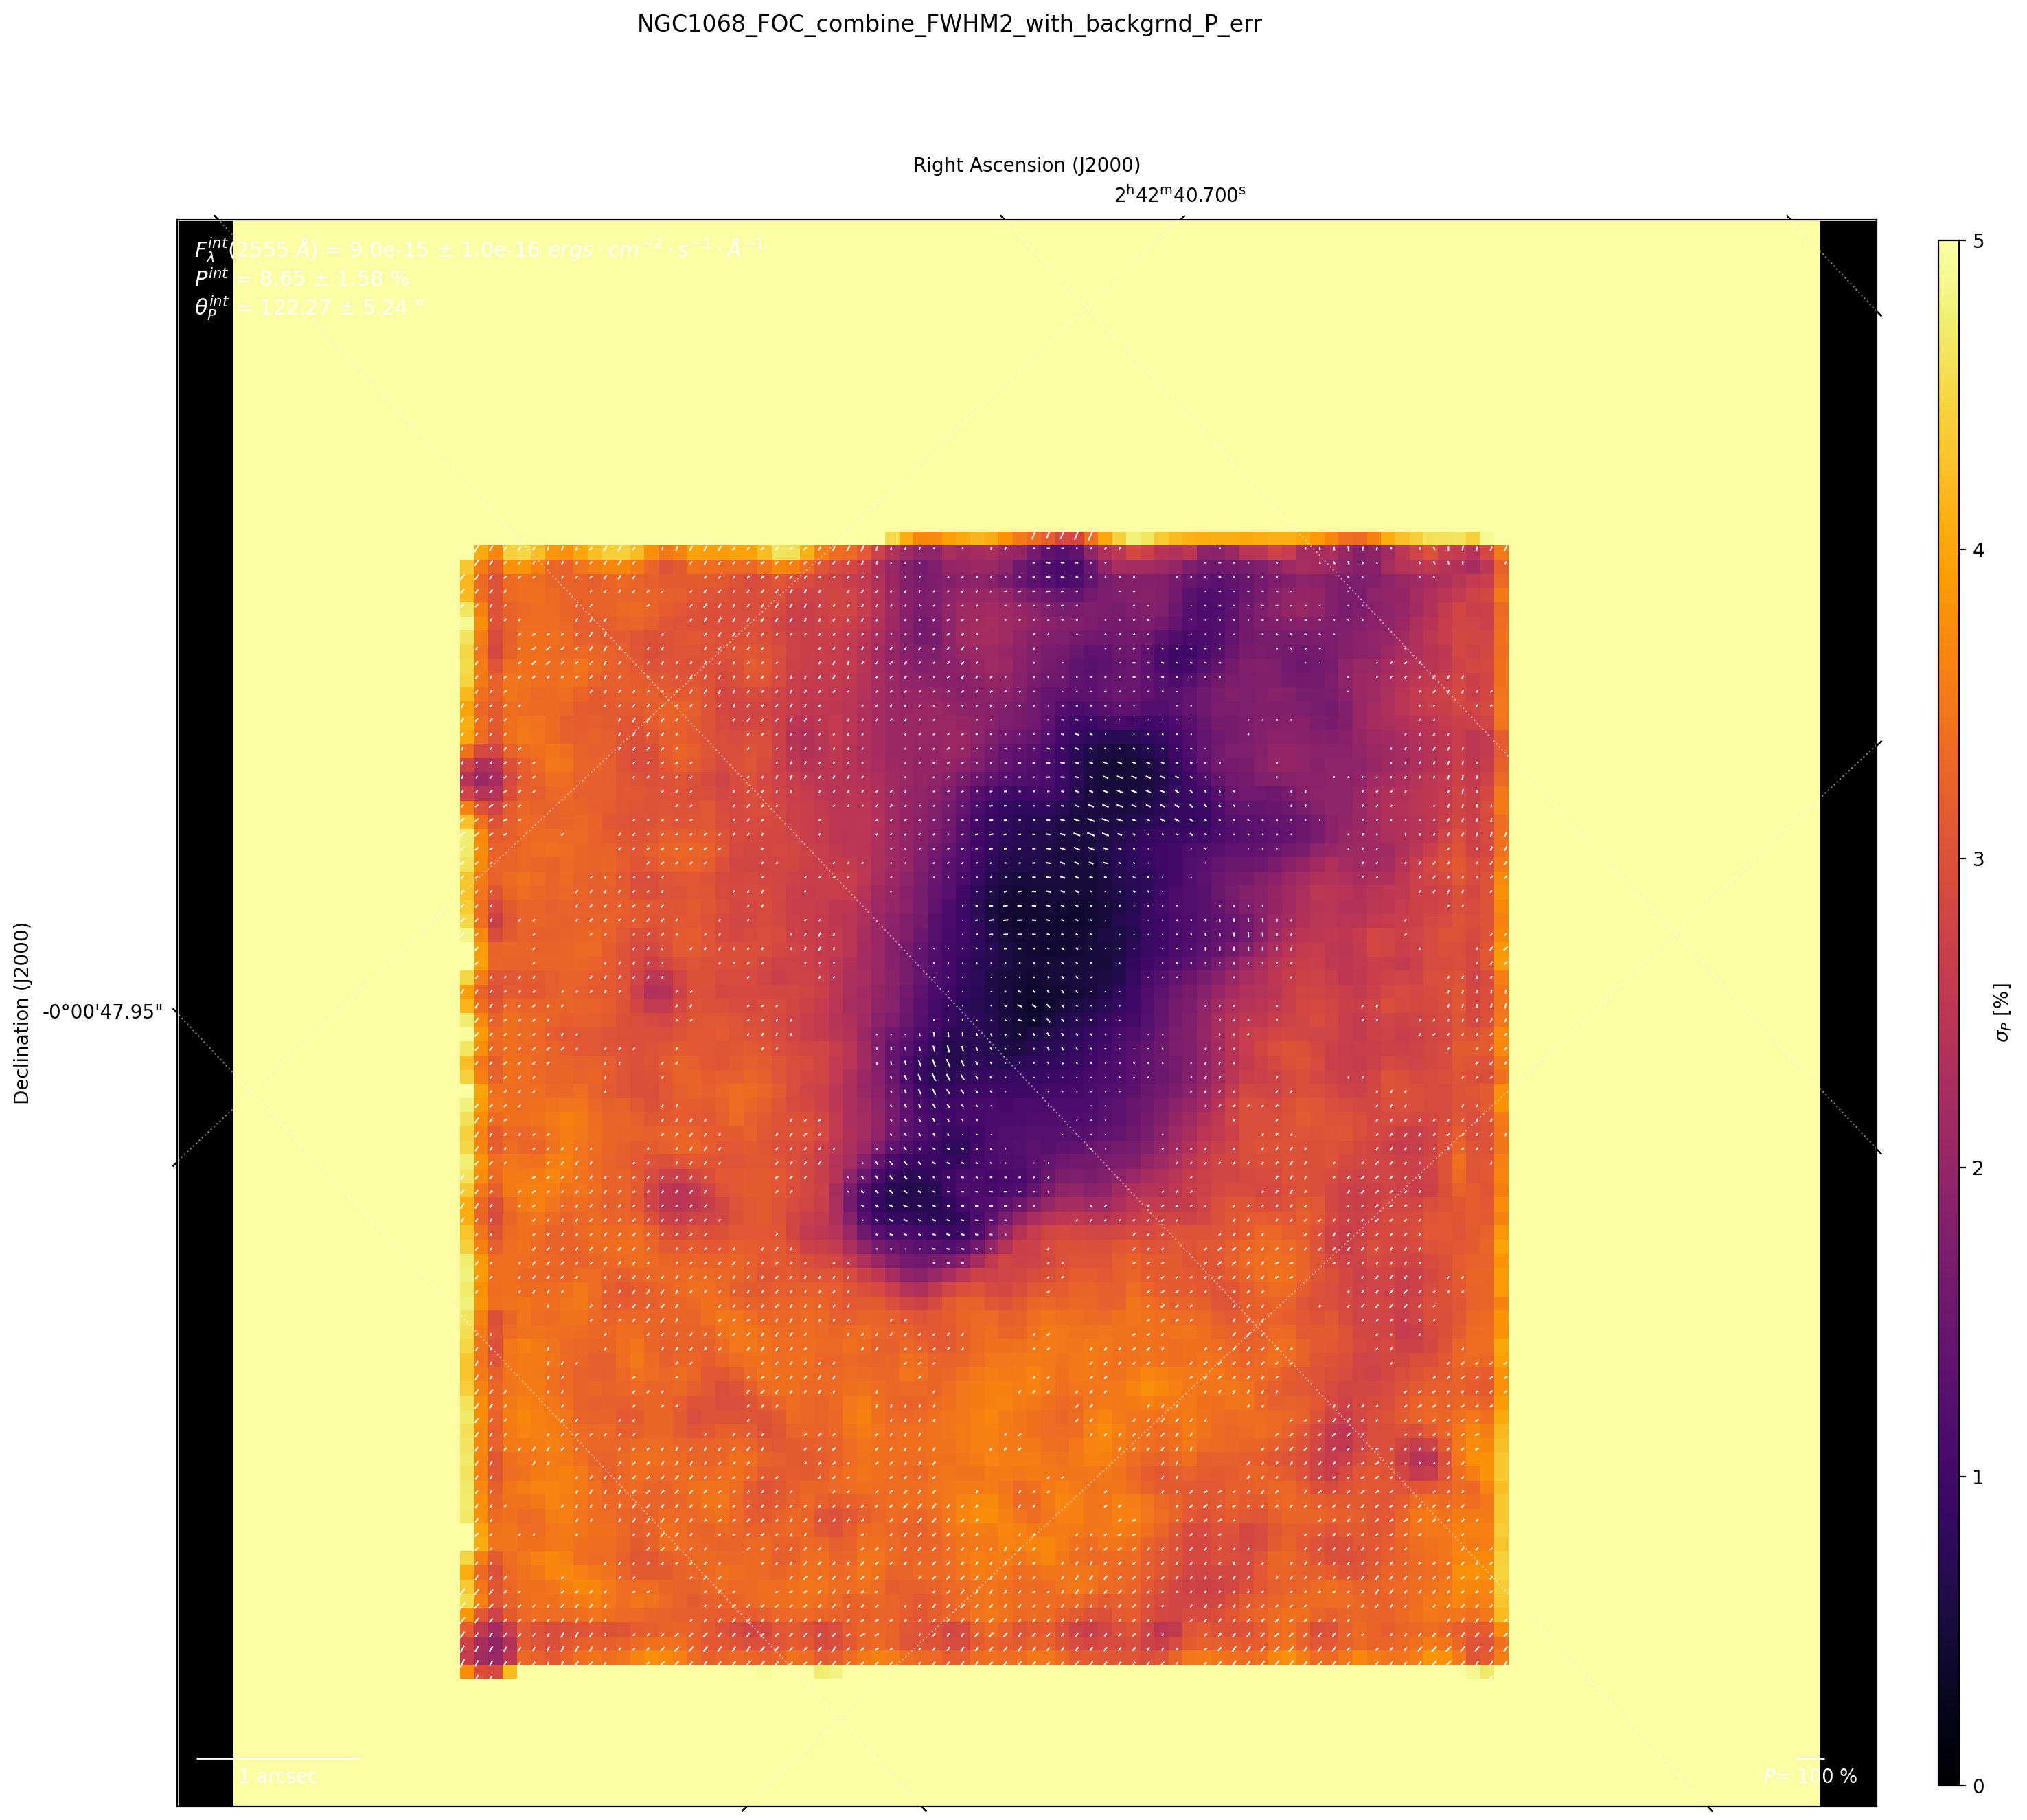 NGC1068_FOC_combine_FWHM2_with_backgrnd_P_err
Right Ascension (J2000)
2ʰ42ᵐ40.700ˢ
F_λ^int(2555 Å) = 9.0e-15 ± 1.0e-16 ergs · cm⁻² · s⁻¹ · Å⁻¹
P^int = 8.65 ± 1.58 %
θ_P^int = 122.27 ± 5.24 °
Declination (J2000)
-0°00'47.95"
1 arcsec
P= 100 %
5
4
3
2
1
0
σ_P [%]